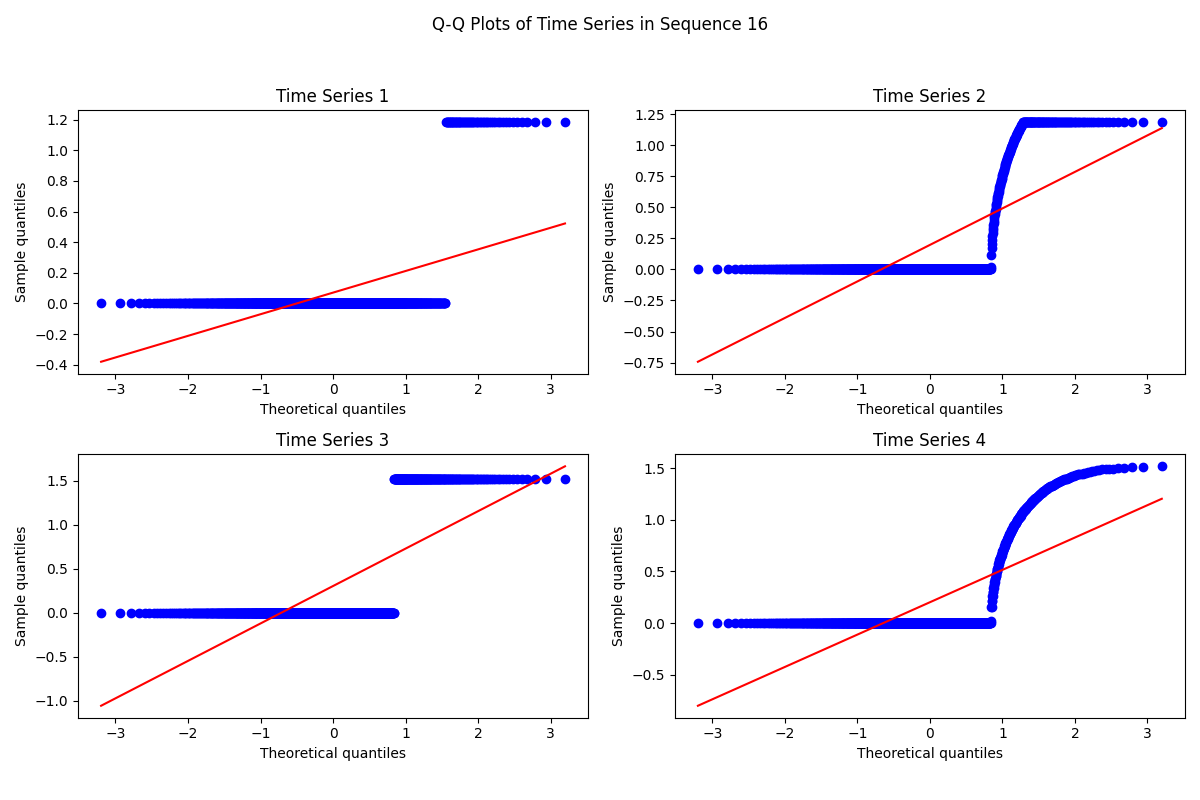 Q-Q Plots of Time Series in Sequence 16
Time Series 1
Sample quantiles
1.2
1.0
0.8
0.6
0.4
0.2
0.0
−0.2
−0.4
−3 −2 −1 0 1 2 3
Theoretical quantiles
Time Series 2
Sample quantiles
1.25
1.00
0.75
0.50
0.25
0.00
−0.25
−0.50
−0.75
−3 −2 −1 0 1 2 3
Theoretical quantiles
Time Series 3
Sample quantiles
1.5
1.0
0.5
0.0
−0.5
−1.0
−3 −2 −1 0 1 2 3
Theoretical quantiles
Time Series 4
Sample quantiles
1.5
1.0
0.5
0.0
−0.5
−3 −2 −1 0 1 2 3
Theoretical quantiles